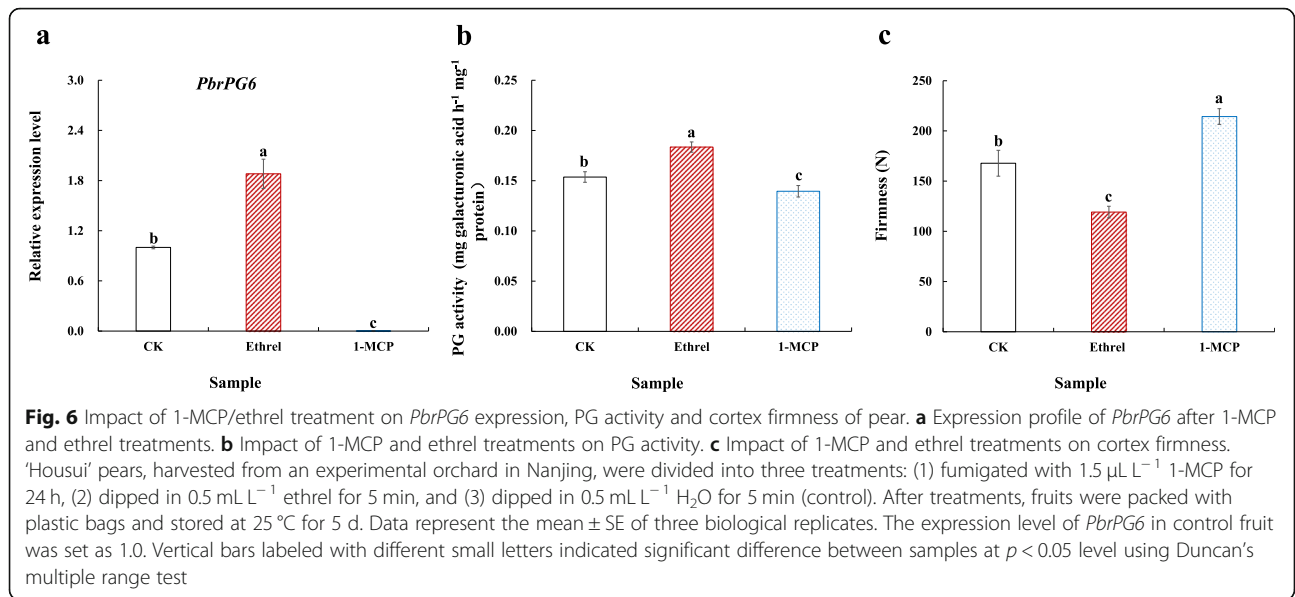 a
PbrPG6
Relative expression level
3.0
2.4
1.8
1.2
0.6
0.0
b
a
c
CK
Ethrel
1-MCP
Sample
b
PG activity (mg galacturonic acid h⁻¹ mg⁻¹
protein)
0.25
0.20
0.15
0.10
0.05
0.00
b
a
c
CK
Ethrel
1-MCP
Sample
c
Firmness (N)
250
200
150
100
50
0
b
c
a
CK
Ethrel
1-MCP
Sample
Fig. 6 Impact of 1-MCP/ethrel treatment on PbrPG6 expression, PG activity and cortex firmness of pear. a Expression profile of PbrPG6 after 1-MCP
and ethrel treatments. b Impact of 1-MCP and ethrel treatments on PG activity. c Impact of 1-MCP and ethrel treatments on cortex firmness.
‘Housui’ pears, harvested from an experimental orchard in Nanjing, were divided into three treatments: (1) fumigated with 1.5 μL L⁻¹ 1-MCP for
24 h, (2) dipped in 0.5 mL L⁻¹ ethrel for 5 min, and (3) dipped in 0.5 mL L⁻¹ H₂O for 5 min (control). After treatments, fruits were packed with
plastic bags and stored at 25 °C for 5 d. Data represent the mean ± SE of three biological replicates. The expression level of PbrPG6 in control fruit
was set as 1.0. Vertical bars labeled with different small letters indicated significant difference between samples at p < 0.05 level using Duncan’s
multiple range test